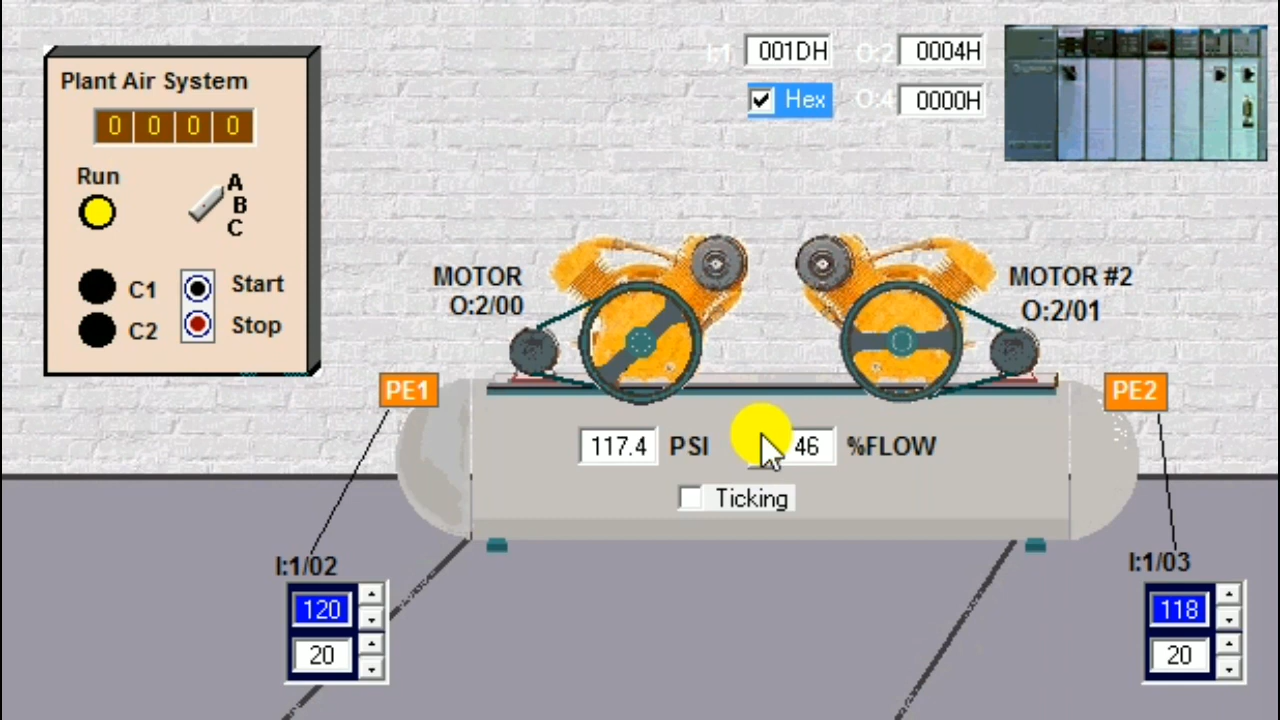 Plant Air System
0 0 0 0
Run
A
B
C
C1
Start
C2
Stop
I:1
001DH
O:2
0004H
Hex
O:4
0000H
MOTOR
O:2/00
MOTOR #2
O:2/01
PE1
PE2
117.4 PSI
46 %FLOW
Ticking
I:1/02
120
20
I:1/03
118
20